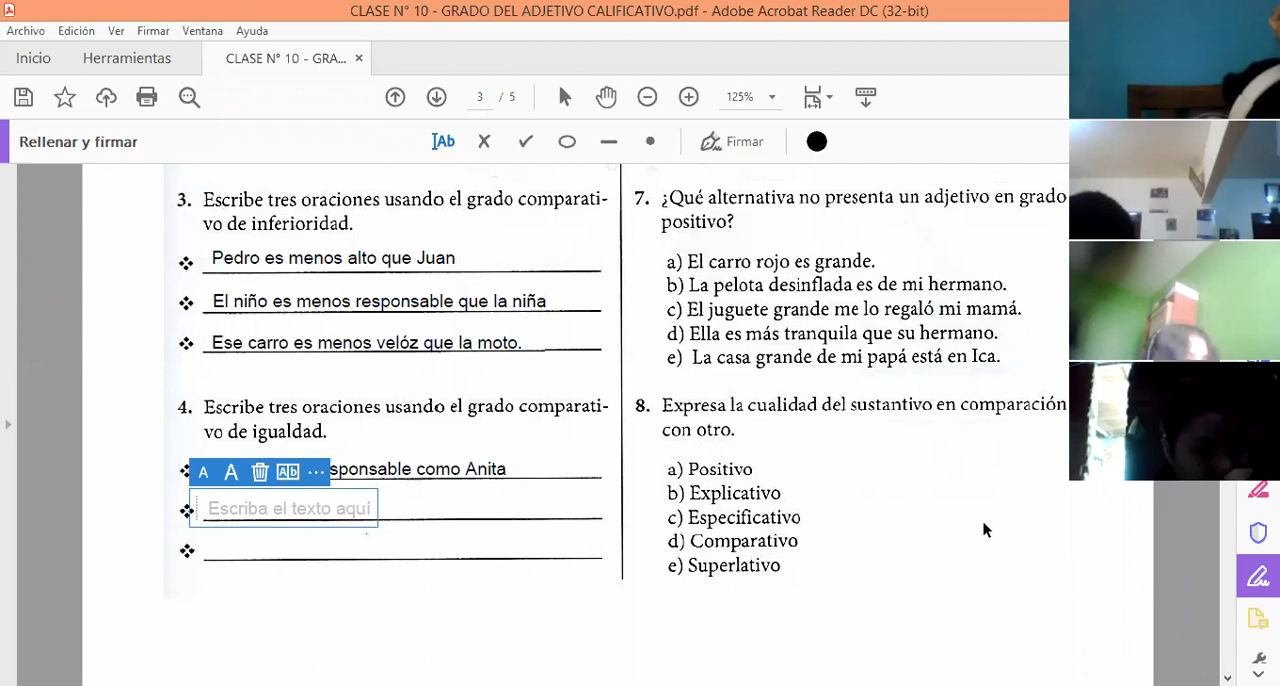 CLASE N° 10 - GRADO DEL ADJETIVO CALIFICATIVO.pdf - Adobe Acrobat Reader DC (32-bit)
Archivo Edición Ver Firmar Ventana Ayuda
Inicio Herramientas CLASE N° 10 - GRA... ×
3 / 5 125%
Rellenar y firmar Ab Firmar
3. Escribe tres oraciones usando el grado comparati-
vo de inferioridad.
Pedro es menos alto que Juan
El niño es menos responsable que la niña
Ese carro es menos velóz que la moto.
4. Escribe tres oraciones usando el grado comparati-
vo de igualdad.
A A Ab ...
sponsable como Anita
Escriba el texto aquí
7. ¿Qué alternativa no presenta un adjetivo en grado
positivo?
a) El carro rojo es grande.
b) La pelota desinflada es de mi hermano.
c) El juguete grande me lo regaló mi mamá.
d) Ella es más tranquila que su hermano.
e) La casa grande de mi papá está en Ica.
8. Expresa la cualidad del sustantivo en comparación
con otro.
a) Positivo
b) Explicativo
c) Especificativo
d) Comparativo
e) Superlativo